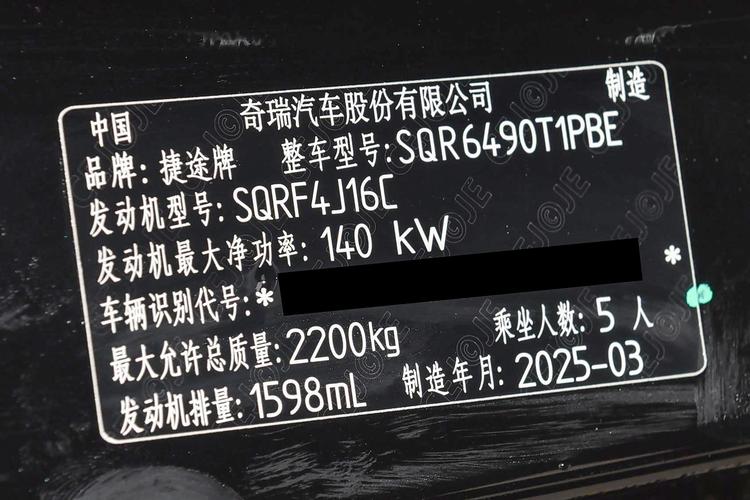 中国 奇瑞汽车股份有限公司 制造
品牌: 捷途牌 整车型号: SQR6490T1PBE
发动机型号: SQRF4J16C
发动机最大净功率: 140 kW
车辆识别代号: * *
最大允许总质量: 2200kg 乘坐人数: 5 人
发动机排量: 1598mL 制造年月: 2025-03